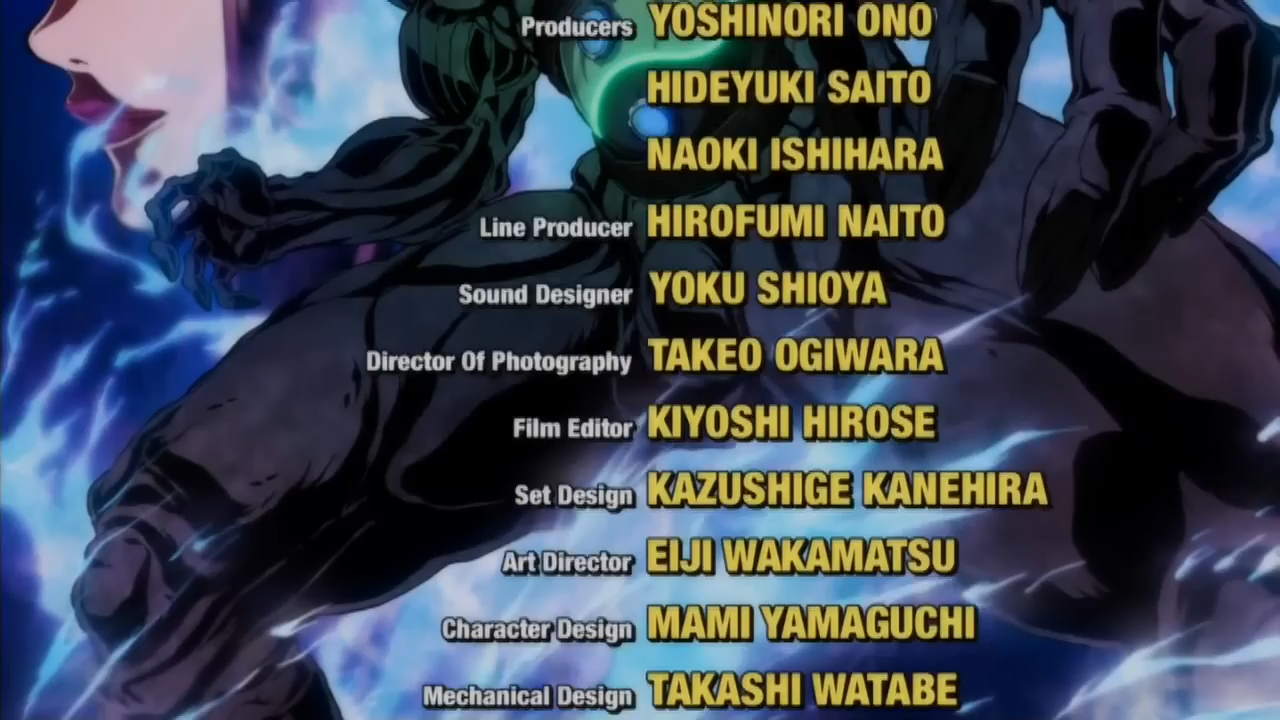 Producers YOSHINORI ONO
HIDEYUKI SAITO
NAOKI ISHIHARA
Line Producer HIROFUMI NAITO
Sound Designer YOKU SHIOYA
Director Of Photography TAKEO OGIWARA
Film Editor KIYOSHI HIROSE
Set Design KAZUSHIGE KANEHIRA
Art Director EIJI WAKAMATSU
Character Design MAMI YAMAGUCHI
Mechanical Design TAKASHI WATABE